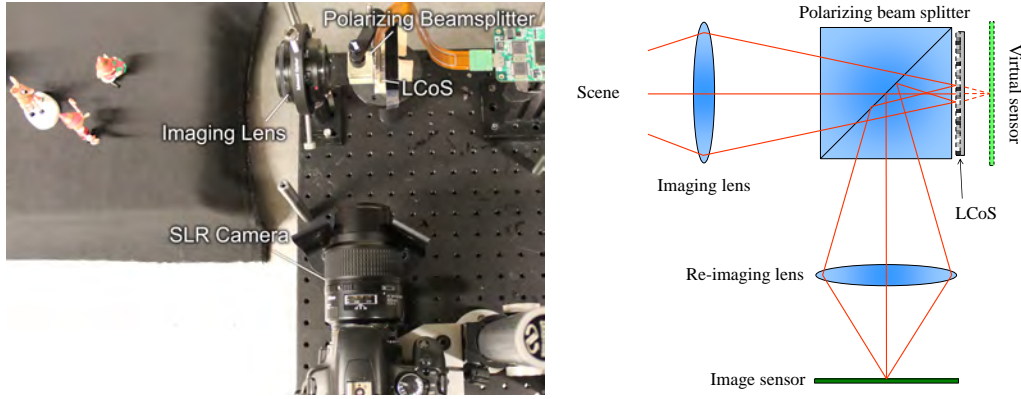 Polarizing Beamsplitter
LCoS
Imaging Lens
SLR Camera
Polarizing beam splitter
Scene
Virtual sensor
Imaging lens
LCoS
Re-imaging lens
Image sensor